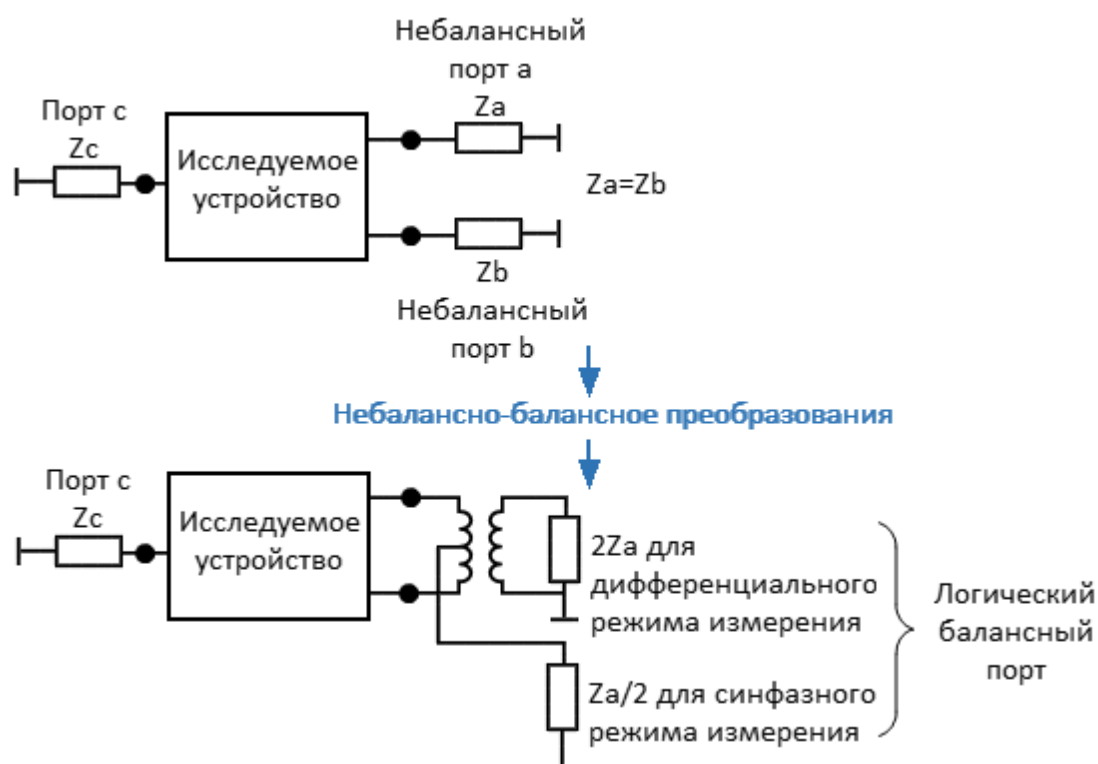 Небалансный
порт a
Za
Порт c
Zc
Исследуемое
устройство
Za=Zb
Zb
Небалансный
порт b
Небалансно-балансное преобразования
Порт c
Zc
Исследуемое
устройство
2Za для
дифференциального
режима измерения
Za/2 для синфазного
режима измерения
Логический
балансный
порт